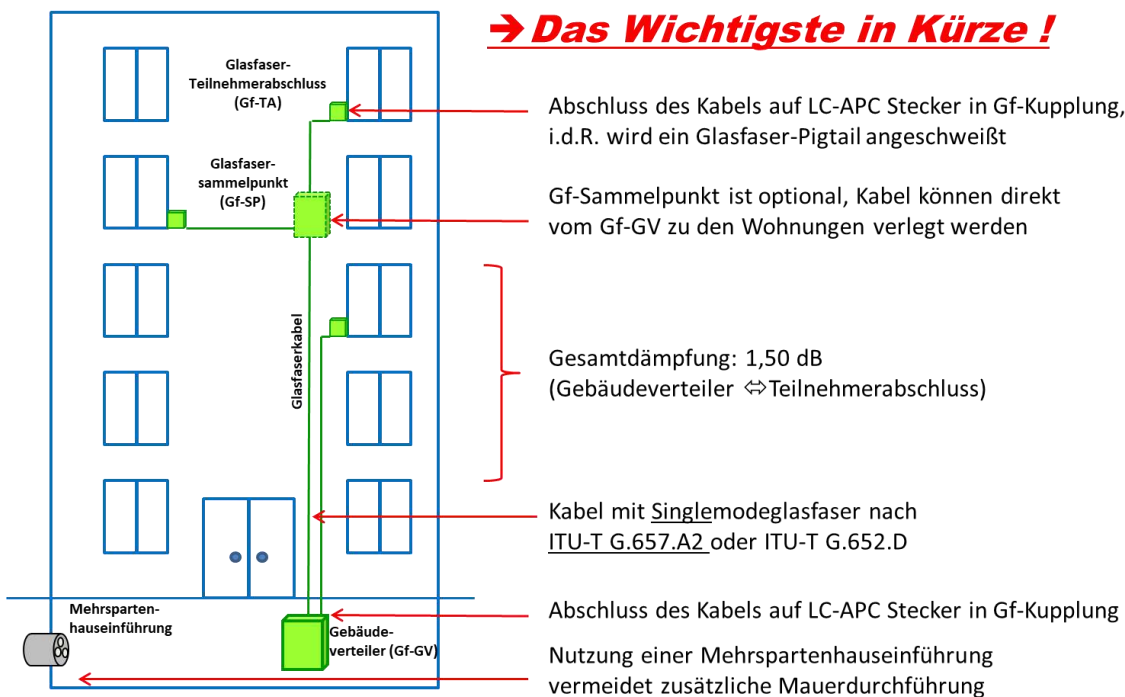 ➔ Das Wichtigste in Kürze !
Glasfaser-
Teilnehmerabschluss
(Gf-TA)
Abschluss des Kabels auf LC-APC Stecker in Gf-Kupplung,
i.d.R. wird ein Glasfaser-Pigtail angeschweißt
Glasfaser-
sammelpunkt
(Gf-SP)
Gf-Sammelpunkt ist optional, Kabel können direkt
vom Gf-GV zu den Wohnungen verlegt werden
Glasfaserkabel
Gesamtdämpfung: 1,50 dB
(Gebäudeverteiler ⬄ Teilnehmerabschluss)
Kabel mit Singlemodeglasfaser nach
ITU-T G.657.A2 oder ITU-T G.652.D
Mehrsparten-
hauseinführung
Gebäude-
verteiler (Gf-GV)
Abschluss des Kabels auf LC-APC Stecker in Gf-Kupplung
Nutzung einer Mehrspartenhauseinführung
vermeidet zusätzliche Mauerdurchführung